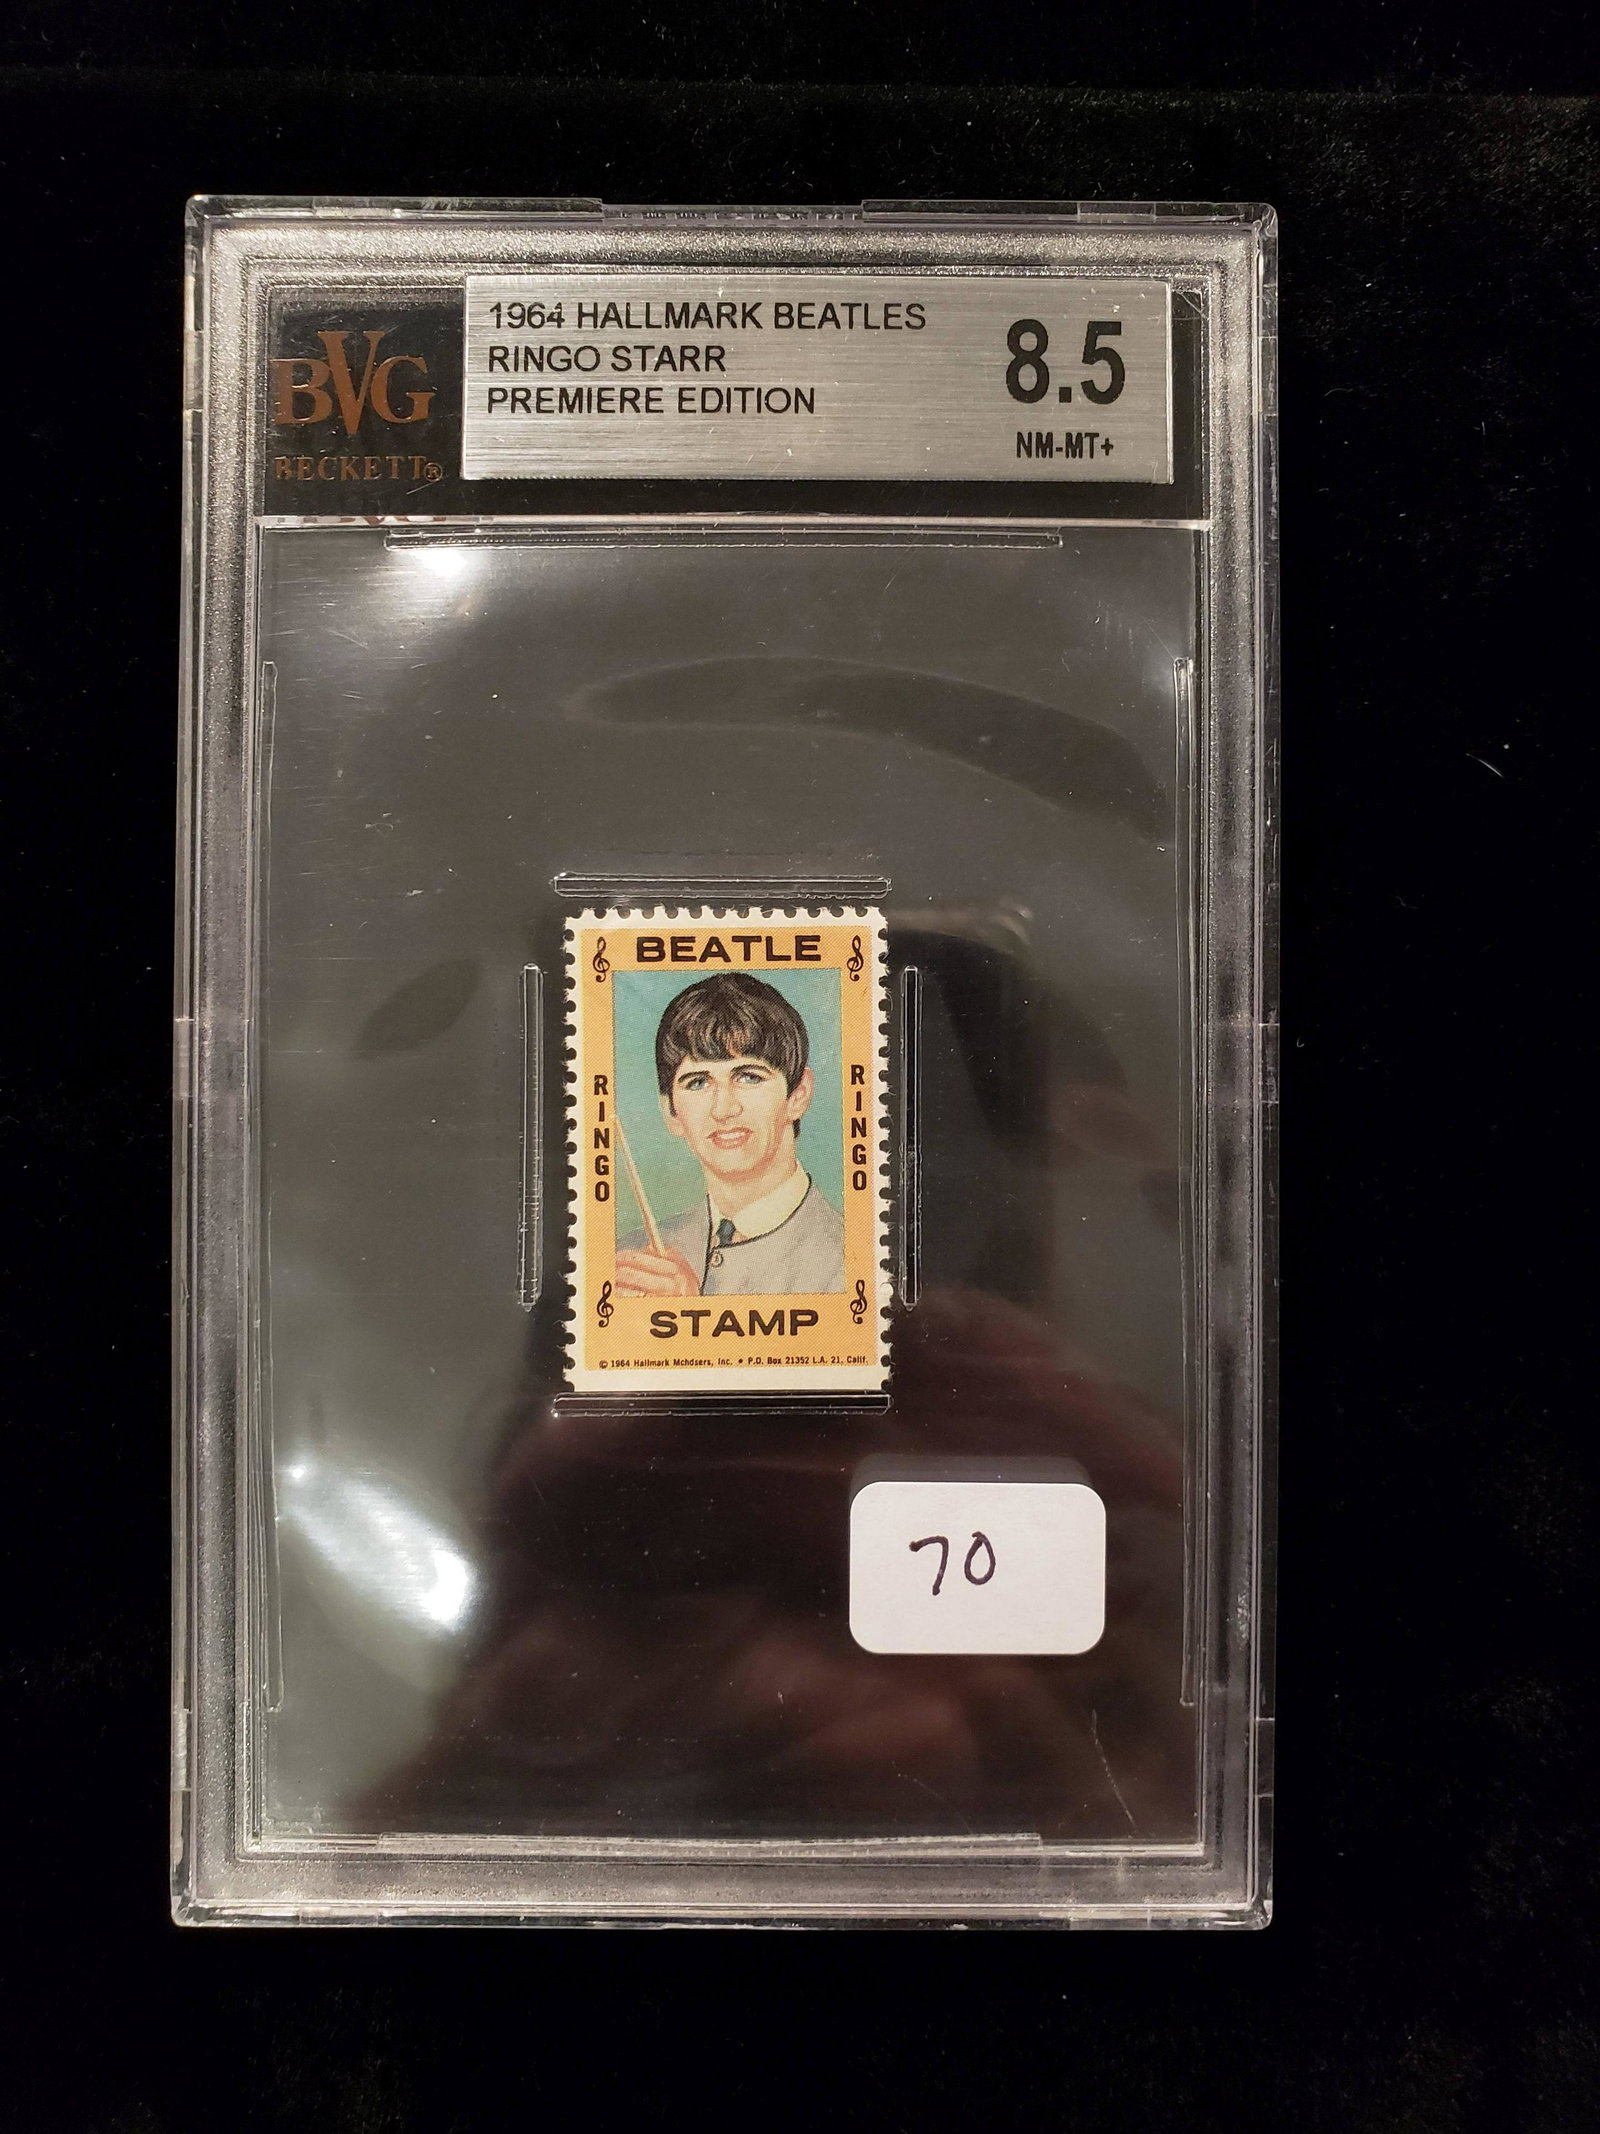 BVG
BECKETT®
1964 HALLMARK BEATLES
RINGO STARR
PREMIERE EDITION
8.5
NM-MT+
BEATLE
RINGO
RINGO
STAMP
© 1964 Hallmark Mchdsers, Inc. • P.O. Box 21352 L.A. 21, Calif.
70